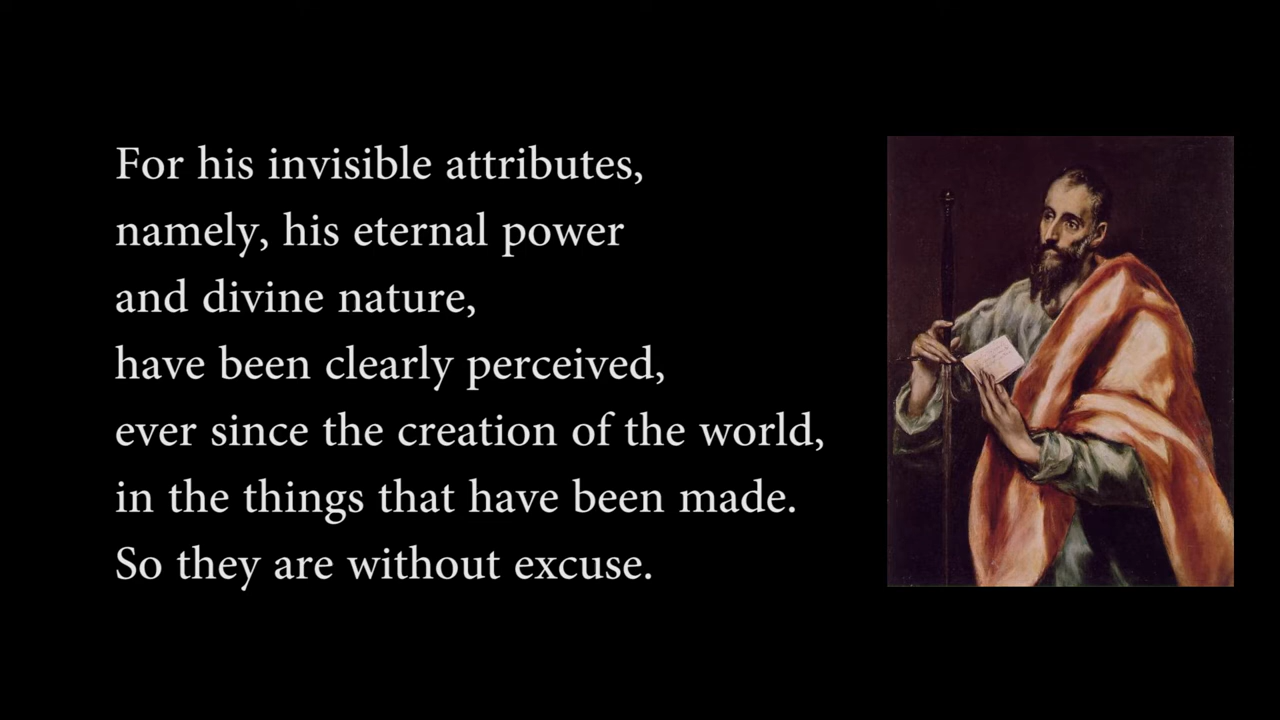 For his invisible attributes,
namely, his eternal power
and divine nature,
have been clearly perceived,
ever since the creation of the world,
in the things that have been made.
So they are without excuse.